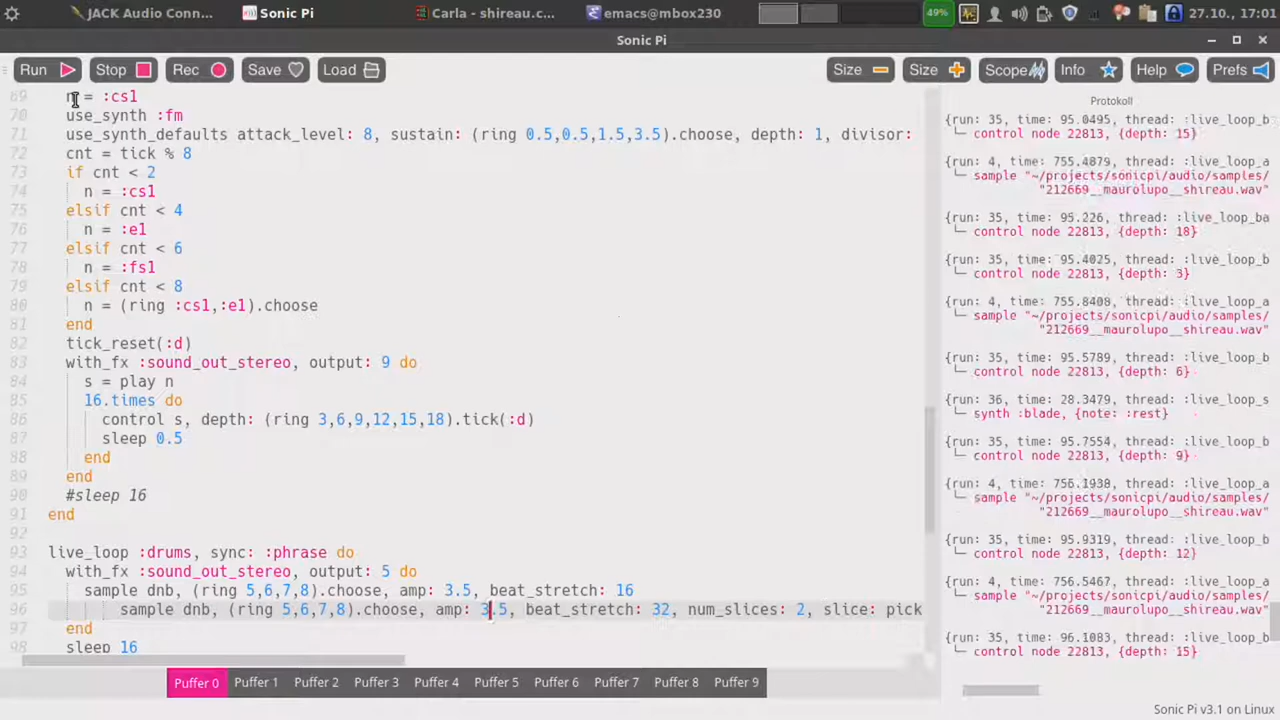 JACK Audio Conn... Sonic Pi Carla - shireau.c... emacs@mbox230 49% 27.10., 17:01
Sonic Pi
Run Stop Rec Save Load Size Size Scope Info Help Prefs
69 n = :cs1
70 use_synth :fm
71 use_synth_defaults attack_level: 8, sustain: (ring 0.5,0.5,1.5,3.5).choose, depth: 1, divisor:
72 cnt = tick % 8
73 if cnt < 2
74 n = :cs1
75 elsif cnt < 4
76 n = :e1
77 elsif cnt < 6
78 n = :fs1
79 elsif cnt < 8
80 n = (ring :cs1,:e1).choose
81 end
82 tick_reset(:d)
83 with_fx :sound_out_stereo, output: 9 do
84 s = play n
85 16.times do
86 control s, depth: (ring 3,6,9,12,15,18).tick(:d)
87 sleep 0.5
88 end
89 end
90 #sleep 16
91 end
92
93 live_loop :drums, sync: :phrase do
94 with_fx :sound_out_stereo, output: 5 do
95 sample dnb, (ring 5,6,7,8).choose, amp: 3.5, beat_stretch: 16
96 sample dnb, (ring 5,6,7,8).choose, amp: 3.5, beat_stretch: 32, num_slices: 2, slice: pick
97 end
98 sleep 16
Protokoll
{run: 35, time: 95.0495, thread: :live_loop_b
└─ control node 22813, {depth: 15}
{run: 4, time: 755.4879, thread: :live_loop_a
└─ sample "~/projects/sonicpi/audio/samples/
"212669__maurolupo__shireau.wav"
{run: 35, time: 95.226, thread: :live_loop_ba
└─ control node 22813, {depth: 18}
{run: 35, time: 95.4025, thread: :live_loop_b
└─ control node 22813, {depth: 3}
{run: 4, time: 755.8408, thread: :live_loop_a
└─ sample "~/projects/sonicpi/audio/samples/
"212669__maurolupo__shireau.wav"
{run: 35, time: 95.5789, thread: :live_loop_b
└─ control node 22813, {depth: 6}
{run: 36, time: 28.3479, thread: :live_loop_s
└─ synth :blade, {note: :rest}
{run: 35, time: 95.7554, thread: :live_loop_b
└─ control node 22813, {depth: 9}
{run: 4, time: 756.1938, thread: :live_loop_a
└─ sample "~/projects/sonicpi/audio/samples/
"212669__maurolupo__shireau.wav"
{run: 35, time: 95.9319, thread: :live_loop_b
└─ control node 22813, {depth: 12}
{run: 4, time: 756.5467, thread: :live_loop_a
└─ sample "~/projects/sonicpi/audio/samples/
"212669__maurolupo__shireau.wav"
{run: 35, time: 96.1083, thread: :live_loop_b
└─ control node 22813, {depth: 15}
Puffer 0 Puffer 1 Puffer 2 Puffer 3 Puffer 4 Puffer 5 Puffer 6 Puffer 7 Puffer 8 Puffer 9
Sonic Pi v3.1 on Linux